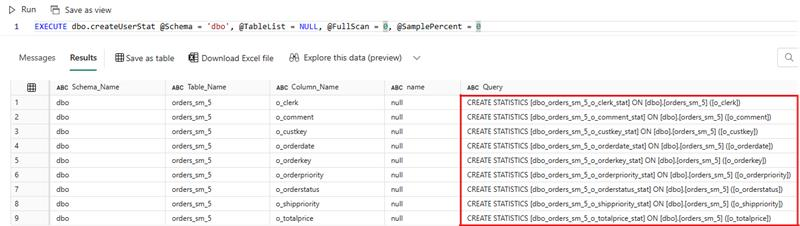 Run Save as view
1 EXECUTE dbo.createUserStat @Schema = 'dbo', @TableList = NULL, @FullScan = 0, @SamplePercent = 0
Messages Results Save as table Download Excel file Explore this data (preview)
ABC Schema_Name ABC Table_Name ABC Column_Name ABC name ABC Query
1 dbo orders_sm_5 o_clerk null CREATE STATISTICS [dbo_orders_sm_5_o_clerk_stat] ON [dbo].[orders_sm_5] ([o_clerk])
2 dbo orders_sm_5 o_comment null CREATE STATISTICS [dbo_orders_sm_5_o_comment_stat] ON [dbo].[orders_sm_5] ([o_comment])
3 dbo orders_sm_5 o_custkey null CREATE STATISTICS [dbo_orders_sm_5_o_custkey_stat] ON [dbo].[orders_sm_5] ([o_custkey])
4 dbo orders_sm_5 o_orderdate null CREATE STATISTICS [dbo_orders_sm_5_o_orderdate_stat] ON [dbo].[orders_sm_5] ([o_orderdate])
5 dbo orders_sm_5 o_orderkey null CREATE STATISTICS [dbo_orders_sm_5_o_orderkey_stat] ON [dbo].[orders_sm_5] ([o_orderkey])
6 dbo orders_sm_5 o_orderpriority null CREATE STATISTICS [dbo_orders_sm_5_o_orderpriority_stat] ON [dbo].[orders_sm_5] ([o_orderpriority])
7 dbo orders_sm_5 o_orderstatus null CREATE STATISTICS [dbo_orders_sm_5_o_orderstatus_stat] ON [dbo].[orders_sm_5] ([o_orderstatus])
8 dbo orders_sm_5 o_shippriority null CREATE STATISTICS [dbo_orders_sm_5_o_shippriority_stat] ON [dbo].[orders_sm_5] ([o_shippriority])
9 dbo orders_sm_5 o_totalprice null CREATE STATISTICS [dbo_orders_sm_5_o_totalprice_stat] ON [dbo].[orders_sm_5] ([o_totalprice])